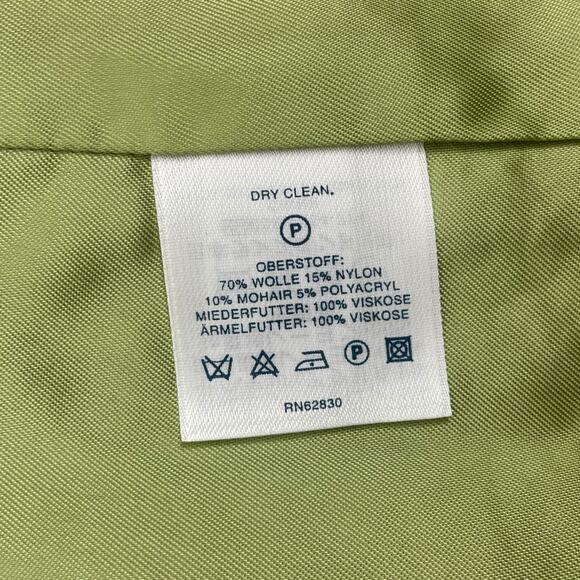 DRY CLEAN.
P
OBERSTOFF:
70% WOLLE 15% NYLON
10% MOHAIR 5% POLYACRYL
MIEDERFUTTER: 100% VISKOSE
ÄRMELFUTTER: 100% VISKOSE
P
RN62830